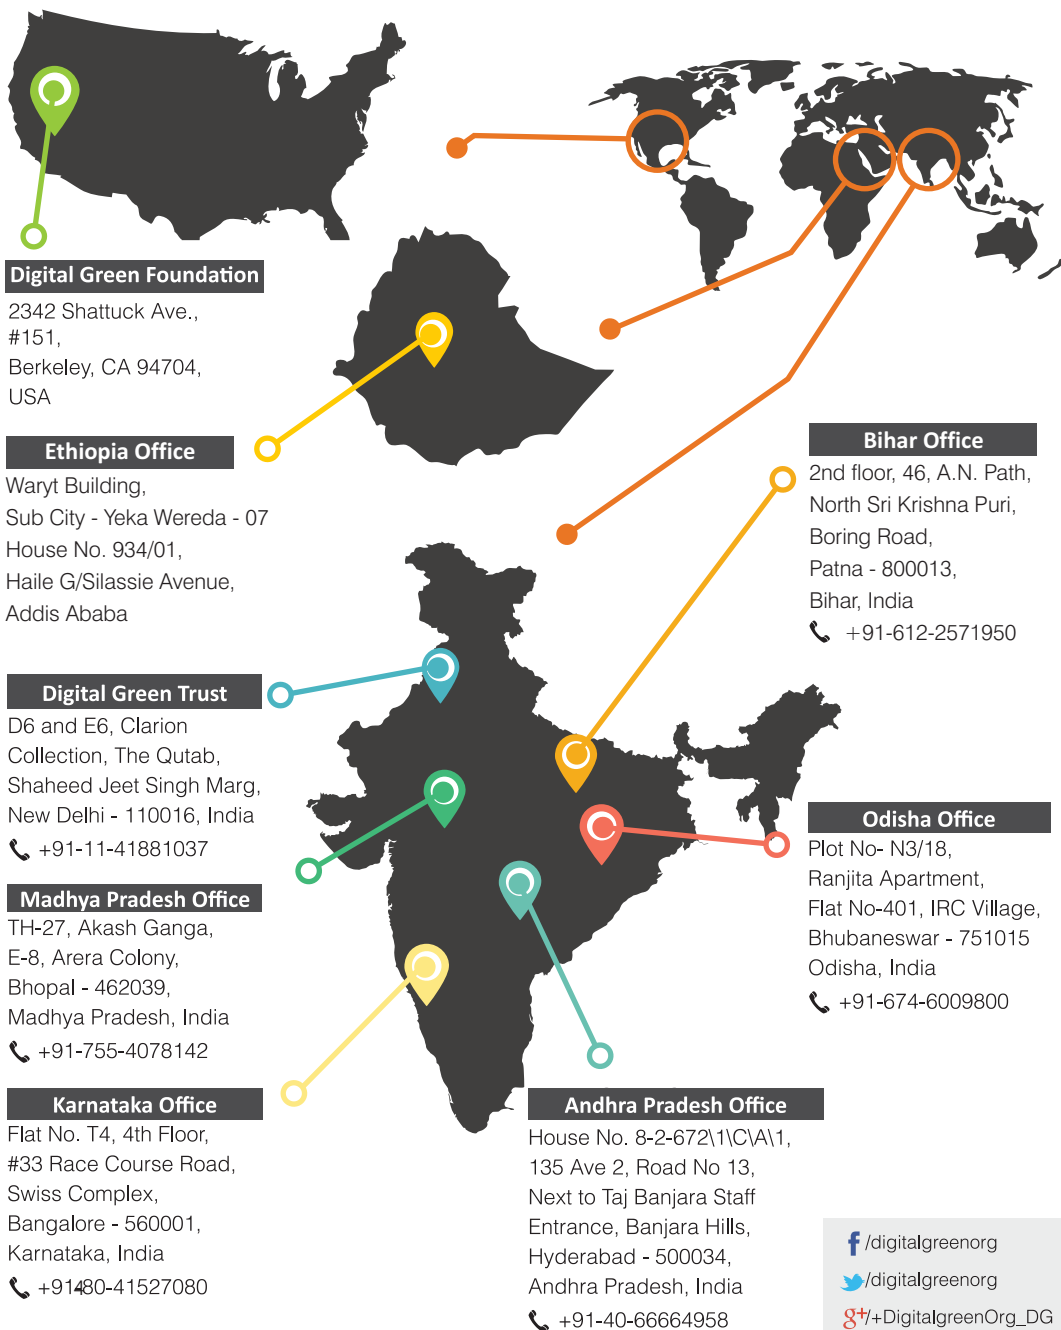 Digital Green Foundation
2342 Shattuck Ave.,
#151,
Berkeley, CA 94704,
USA
Ethiopia Office
Waryt Building,
Sub City - Yeka Wereda - 07
House No. 934/01,
Haile G/Silassie Avenue,
Addis Ababa
Bihar Office
2nd floor, 46, A.N. Path,
North Sri Krishna Puri,
Boring Road,
Patna - 800013,
Bihar, India
+91-612-2571950
Digital Green Trust
D6 and E6, Clarion
Collection, The Qutab,
Shaheed Jeet Singh Marg,
New Delhi - 110016, India
+91-11-41881037
Odisha Office
Plot No- N3/18,
Ranjita Apartment,
Flat No-401, IRC Village,
Bhubaneswar - 751015
Odisha, India
+91-674-6009800
Madhya Pradesh Office
TH-27, Akash Ganga,
E-8, Arera Colony,
Bhopal - 462039,
Madhya Pradesh, India
+91-755-4078142
Karnataka Office
Flat No. T4, 4th Floor,
#33 Race Course Road,
Swiss Complex,
Bangalore - 560001,
Karnataka, India
+91-80-41527080
Andhra Pradesh Office
House No. 8-2-672\1\C\A\1,
135 Ave 2, Road No 13,
Next to Taj Banjara Staff
Entrance, Banjara Hills,
Hyderabad - 500034,
Andhra Pradesh, India
+91-40-66664958
f /digitalgreenorg
/digitalgreenorg
g+/+DigitalgreenOrg_DG